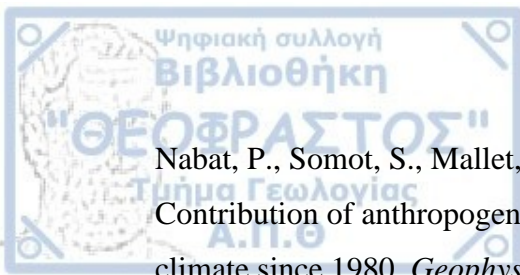 Ψηφιακή συλλογή
Βιβλιοθήκη
"ΘΕΟΦΡΑΣΤΟΣ"
Nabat, P., Somot, S., Mallet,
Τμήμα Γεωλογίας
Contribution of anthropogen
Α.Π.Θ
climate since 1980. Geophys